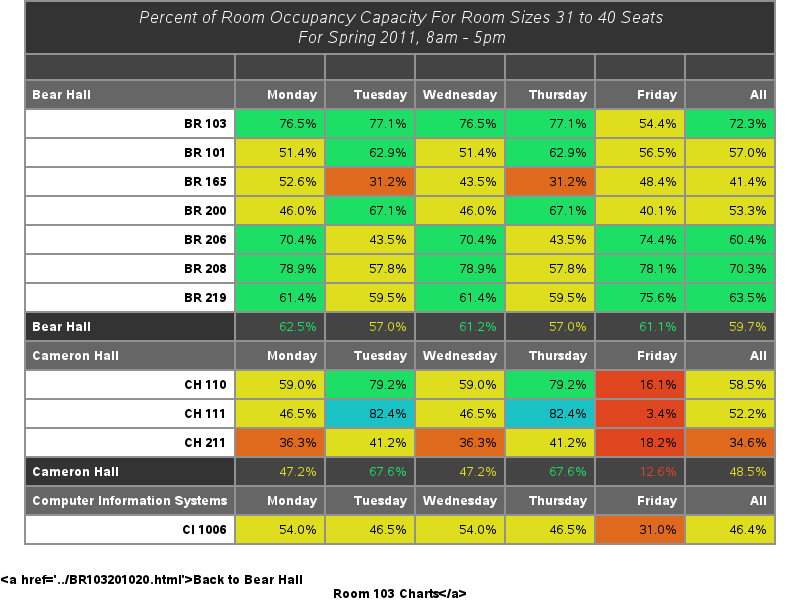 Percent of Room Occupancy Capacity For Room Sizes 31 to 40 Seats
For Spring 2011, 8am - 5pm
Bear Hall Monday Tuesday Wednesday Thursday Friday All
BR 103 76.5% 77.1% 76.5% 77.1% 54.4% 72.3%
BR 101 51.4% 62.9% 51.4% 62.9% 56.5% 57.0%
BR 165 52.6% 31.2% 43.5% 31.2% 48.4% 41.4%
BR 200 46.0% 67.1% 46.0% 67.1% 40.1% 53.3%
BR 206 70.4% 43.5% 70.4% 43.5% 74.4% 60.4%
BR 208 78.9% 57.8% 78.9% 57.8% 78.1% 70.3%
BR 219 61.4% 59.5% 61.4% 59.5% 75.6% 63.5%
Bear Hall 62.5% 57.0% 61.2% 57.0% 61.1% 59.7%
Cameron Hall Monday Tuesday Wednesday Thursday Friday All
CH 110 59.0% 79.2% 59.0% 79.2% 16.1% 58.5%
CH 111 46.5% 82.4% 46.5% 82.4% 3.4% 52.2%
CH 211 36.3% 41.2% 36.3% 41.2% 18.2% 34.6%
Cameron Hall 47.2% 67.6% 47.2% 67.6% 12.6% 48.5%
Computer Information Systems Monday Tuesday Wednesday Thursday Friday All
CI 1006 54.0% 46.5% 54.0% 46.5% 31.0% 46.4%
<a href='../BR103201020.html'>Back to Bear Hall
Room 103 Charts</a>